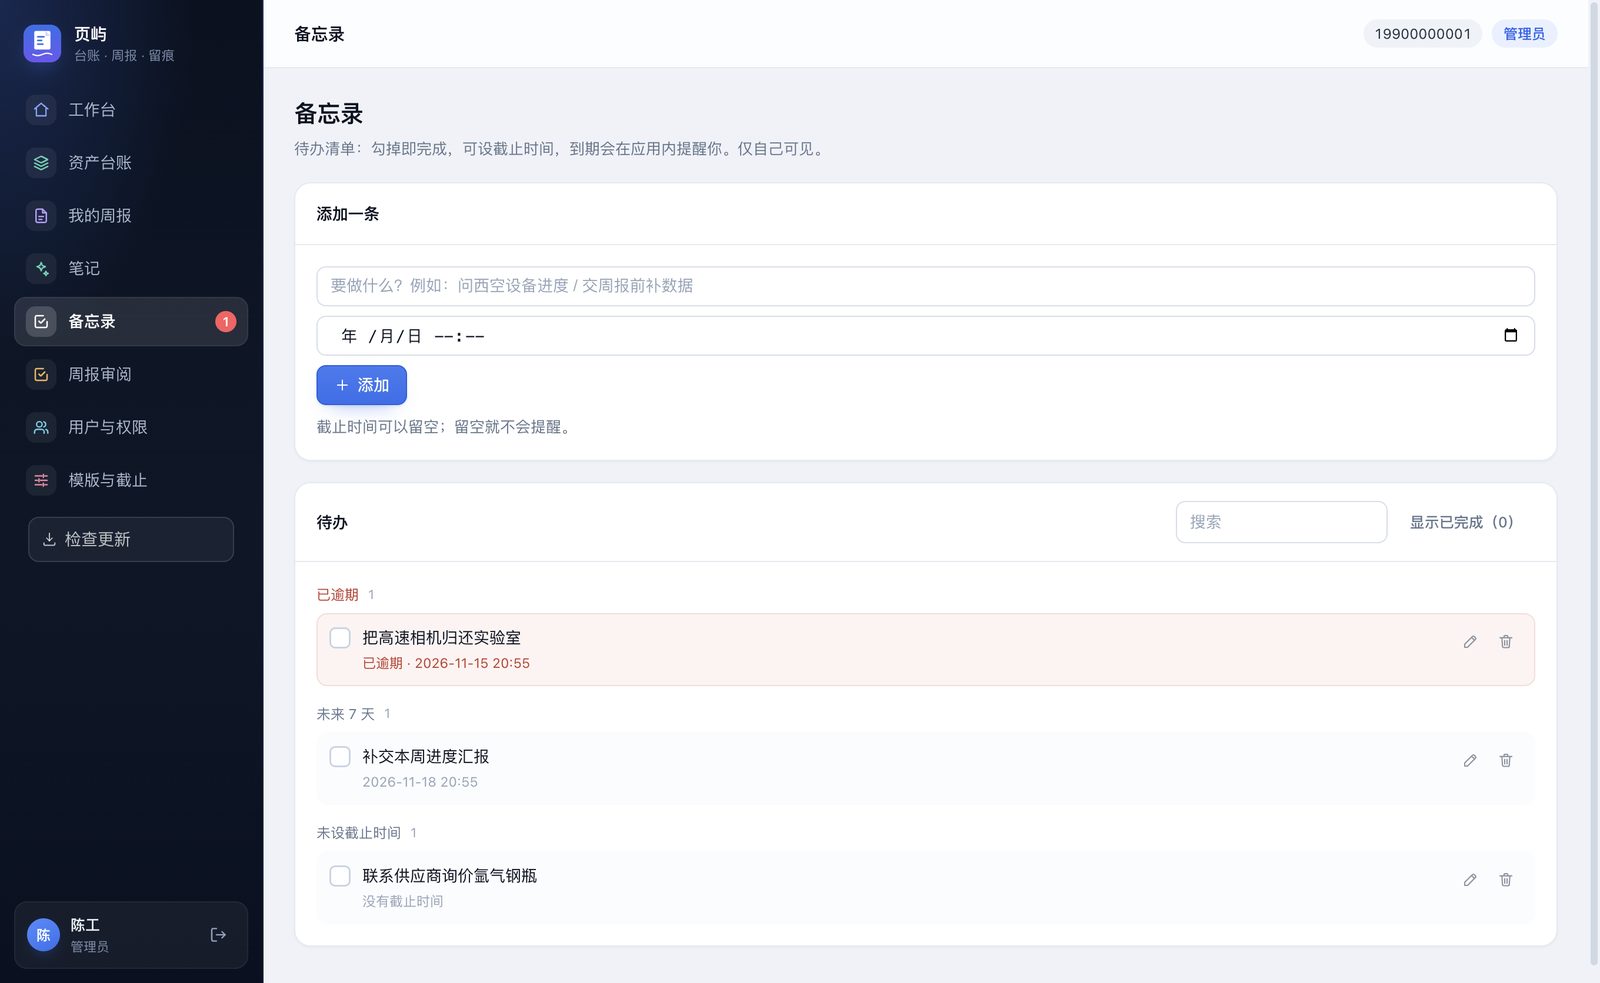 页屿
台账 · 周报 · 留痕
工作台
资产台账
我的周报
笔记
备忘录 1
周报审阅
用户与权限
模版与截止
检查更新
陈 陈工
管理员
备忘录
19900000001 管理员
备忘录
待办清单：勾掉即完成，可设截止时间，到期会在应用内提醒你。仅自己可见。
添加一条
要做什么？例如：问西空设备进度 / 交周报前补数据
年 /月/日 --:--
+ 添加
截止时间可以留空；留空就不会提醒。
待办 搜索 显示已完成（0）
已逾期 1
把高速相机归还实验室
已逾期 · 2026-11-15 20:55
未来 7 天 1
补交本周进度汇报
2026-11-18 20:55
未设截止时间 1
联系供应商询价氩气钢瓶
没有截止时间